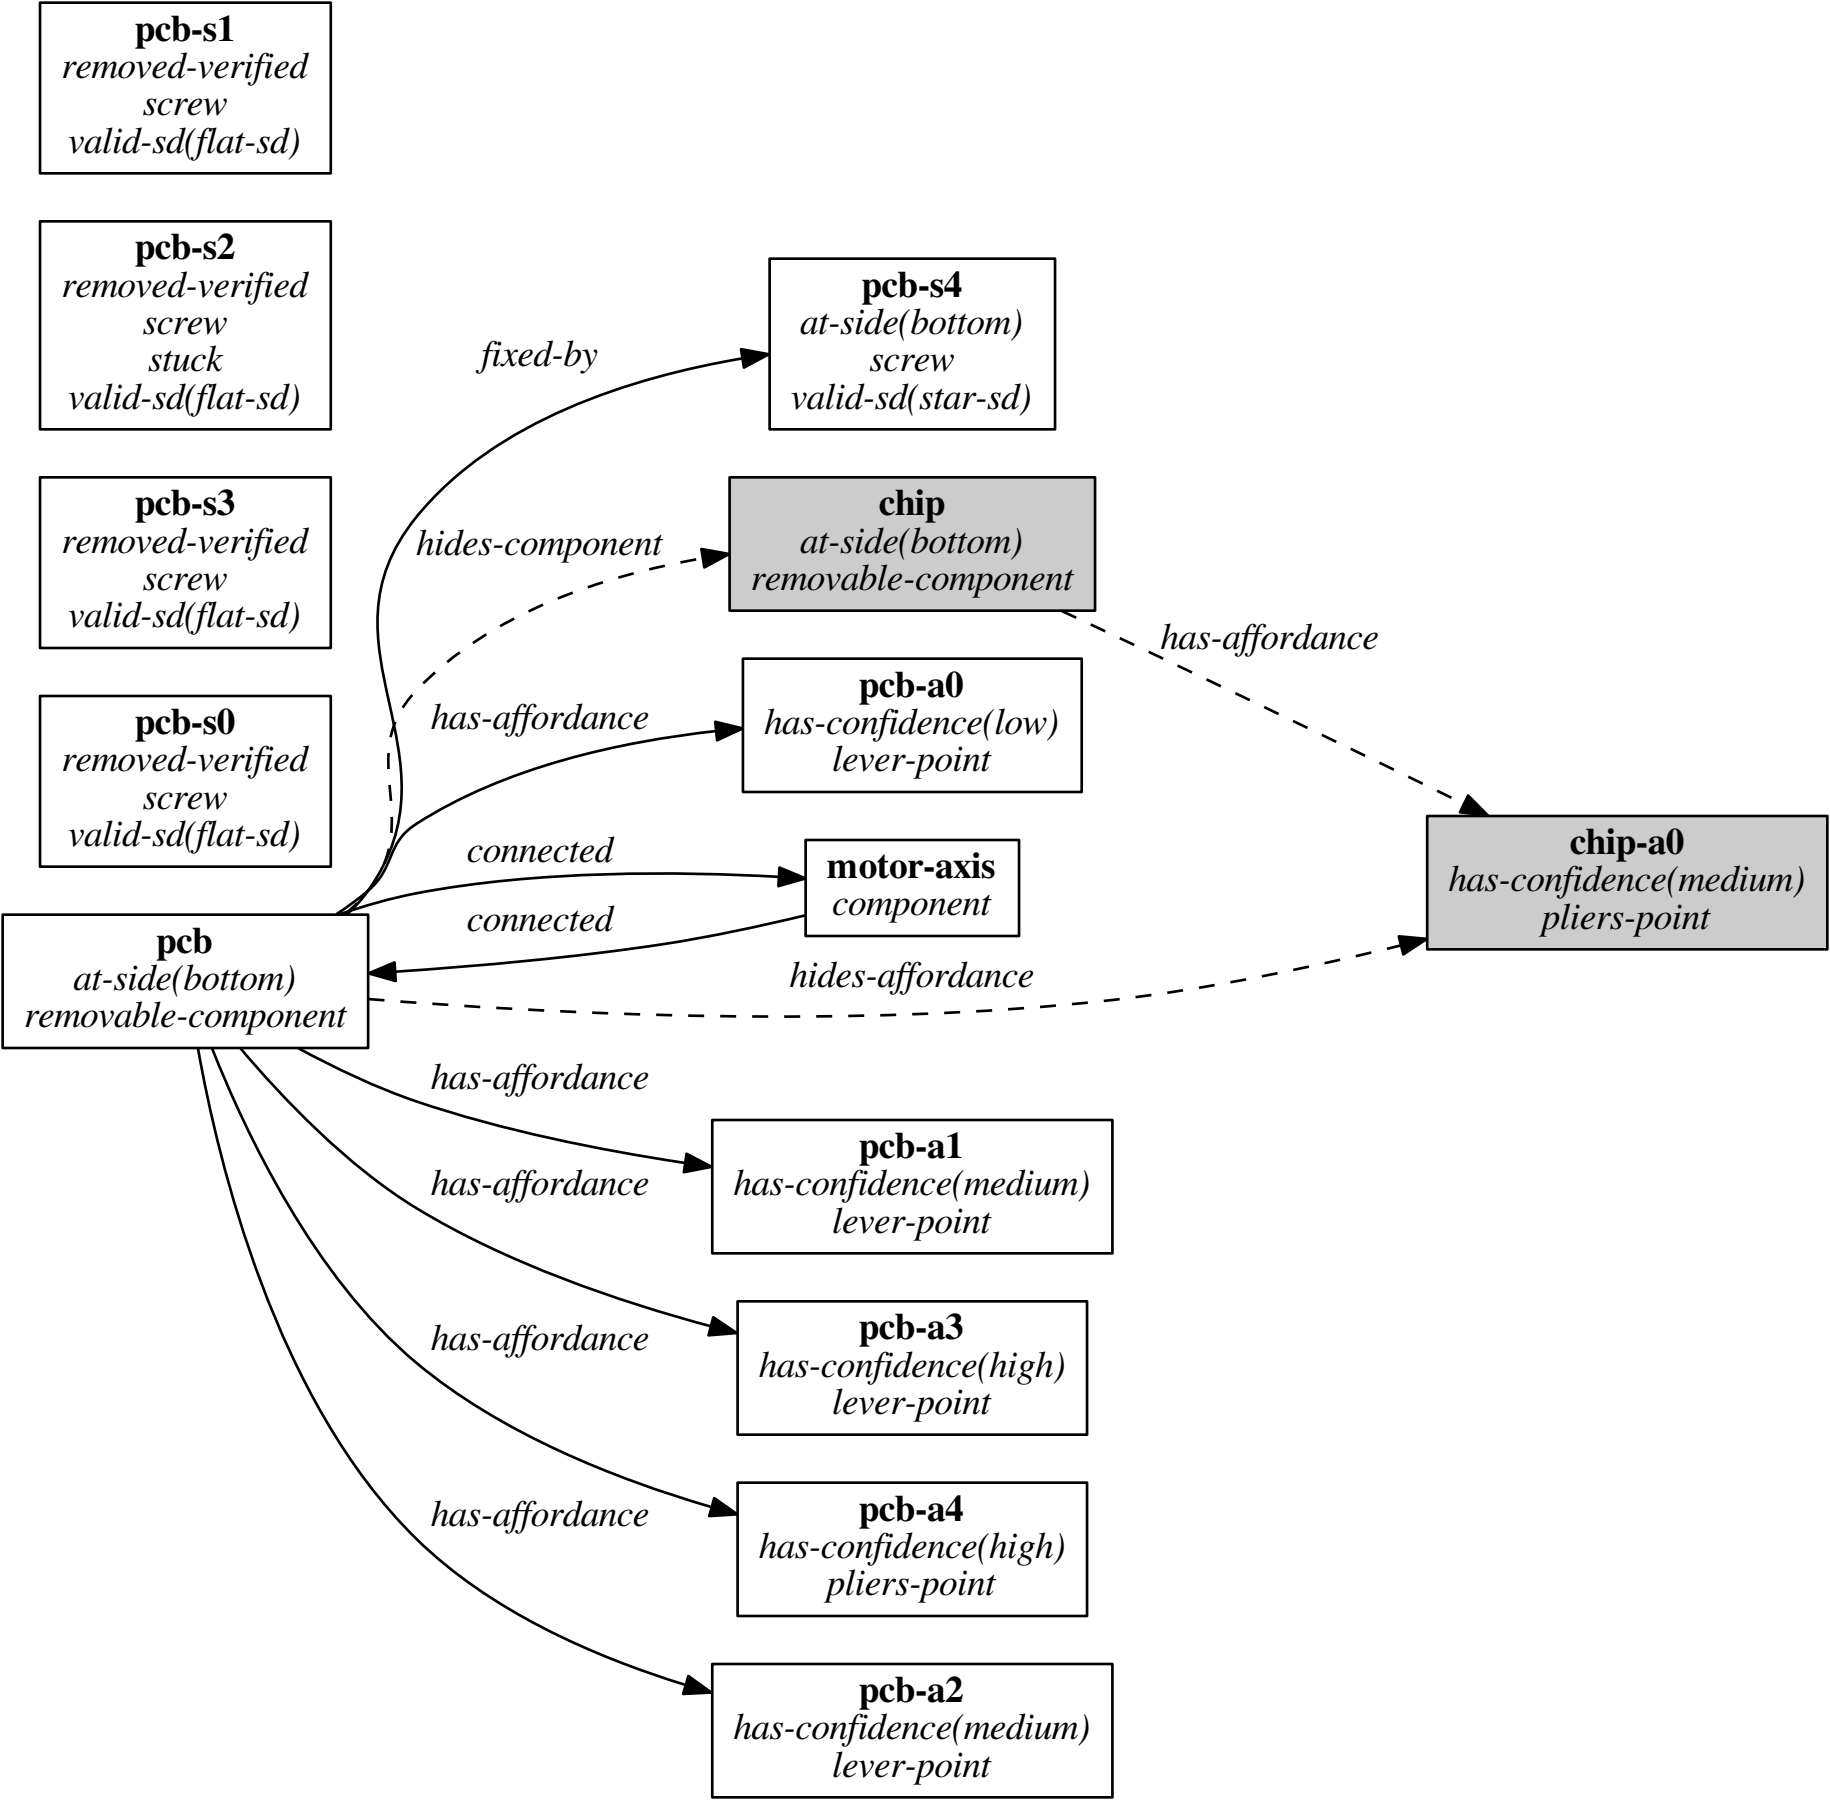 pcb-s1
removed-verified
screw
valid-sd(flat-sd)
pcb-s2
removed-verified
screw
stuck
valid-sd(flat-sd)
pcb-s3
removed-verified
screw
valid-sd(flat-sd)
pcb-s0
removed-verified
screw
valid-sd(flat-sd)
pcb
at-side(bottom)
removable-component
fixed-by
hides-component
has-affordance
connected
connected
hides-affordance
has-affordance
has-affordance
has-affordance
has-affordance
pcb-s4
at-side(bottom)
screw
valid-sd(star-sd)
chip
at-side(bottom)
removable-component
pcb-a0
has-confidence(low)
lever-point
motor-axis
component
pcb-a1
has-confidence(medium)
lever-point
pcb-a3
has-confidence(high)
lever-point
pcb-a4
has-confidence(high)
pliers-point
pcb-a2
has-confidence(medium)
lever-point
has-affordance
chip-a0
has-confidence(medium)
pliers-point